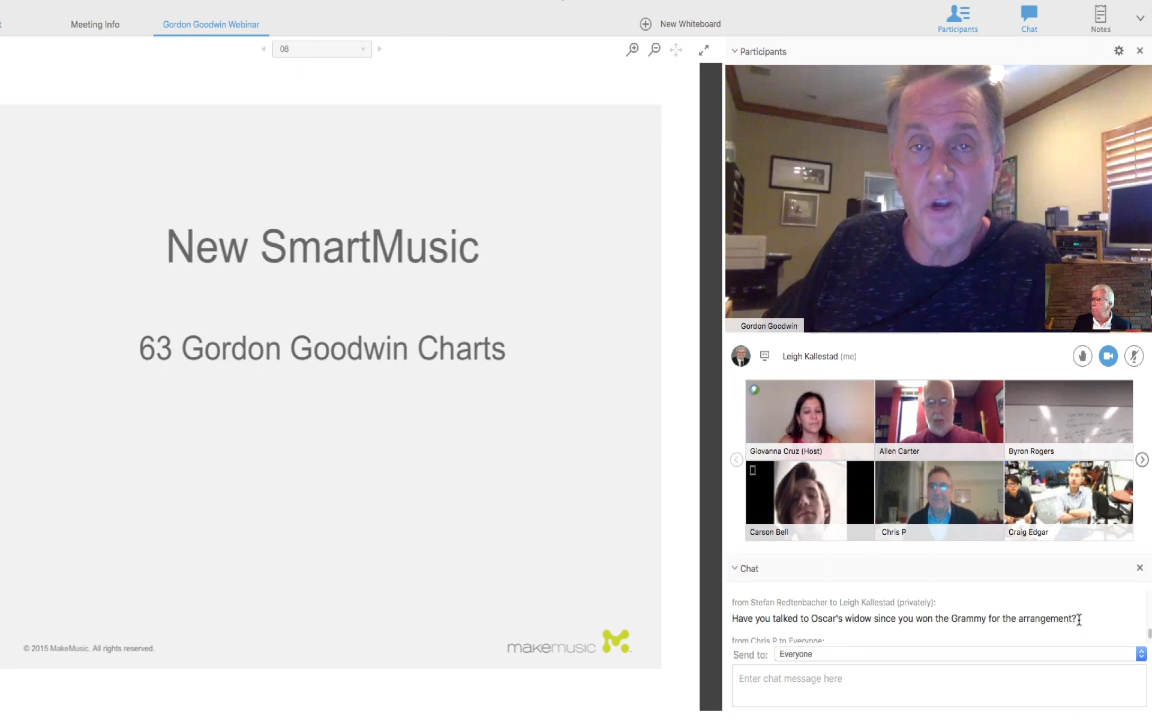 Meeting Info
Gordon Goodwin Webinar
New Whiteboard
Participants
Chat
Notes
08
New SmartMusic
63 Gordon Goodwin Charts
© 2015 MakeMusic. All rights reserved.
makemusic
Participants
Gordon Goodwin
Leigh Kallestad (me)
Giovanna Cruz (Host)
Allen Carter
Byron Rogers
Carson Bell
Chris P
Craig Edgar
Chat
from Stefan Redtenbacher to Leigh Kallestad (privately):
Have you talked to Oscar's widow since you won the Grammy for the arrangement?
from Chris P to Everyone:
Send to: Everyone
Enter chat message here